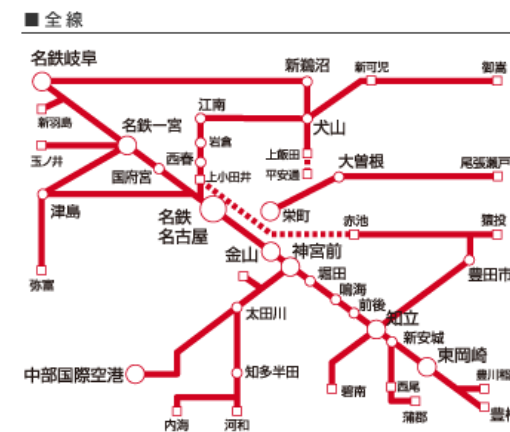 ■全線
名鉄岐阜
新鵜沼
新可児
御嵩
新羽島
江南
犬山
名鉄一宮
岩倉
玉ノ井
西春
上飯田
大曽根
尾張瀬戸
国府宮
上小田井
平安通
津島
名鉄
名古屋
栄町
赤池
猿投
金山
神宮前
弥富
堀田
豊田市
鳴海
太田川
前後
知立
新安城
中部国際空港
知多半田
東岡崎
碧南
西尾
蒲郡
内海
河和